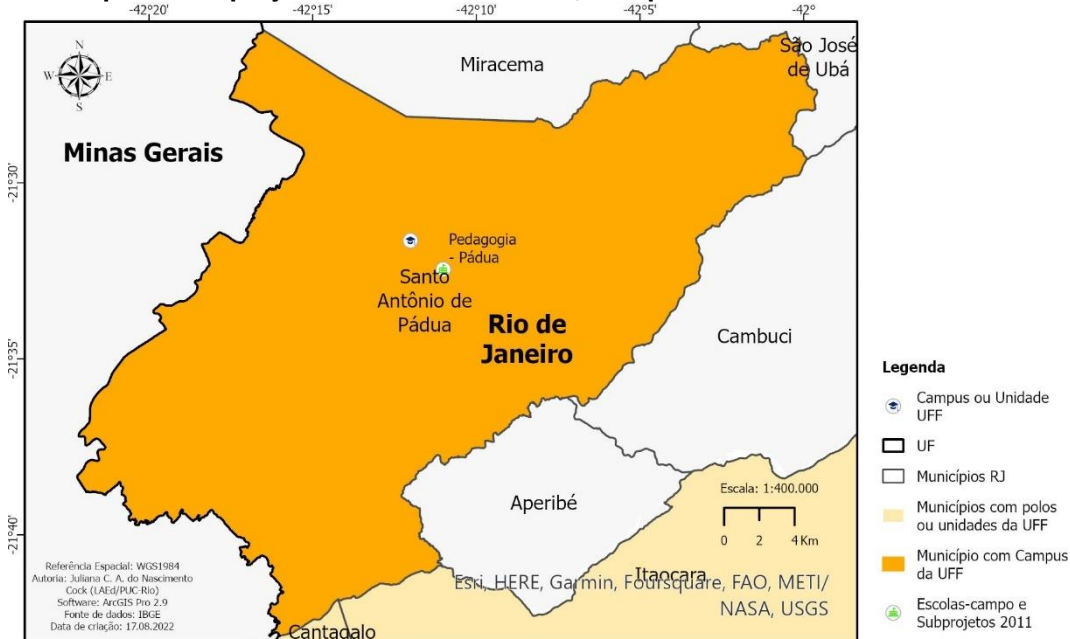 -42°20'
-42°15'
-42°10'
-42°5'
-42°
N
W
E
S
Miracema
São José
de Ubá
Minas Gerais
-21°30'
Pedagogia
- Pádua
Santo
Antônio de
Pádua
Rio de
Janeiro
Cambuci
-21°35'
Aperibé
Escala: 1:400.000
0 2 4 Km
-21°40'
Itaocara
Esri, HERE, Garmin, Foursquare, FAO, METI/
NASA, USGS
Cantagalo
Referência Espacial: WGS1984
Autoria: Juliana C. A. do Nascimento
Cock (LAEd/PUC-Rio)
Software: ArcGIS Pro 2.9
Fonte de dados: IBGE
Data de criação: 17.08.2022
Legenda
Campus ou Unidade
UFF
UF
Municípios RJ
Municípios com polos
ou unidades da UFF
Município com Campus
da UFF
Escolas-campo e
Subprojetos 2011